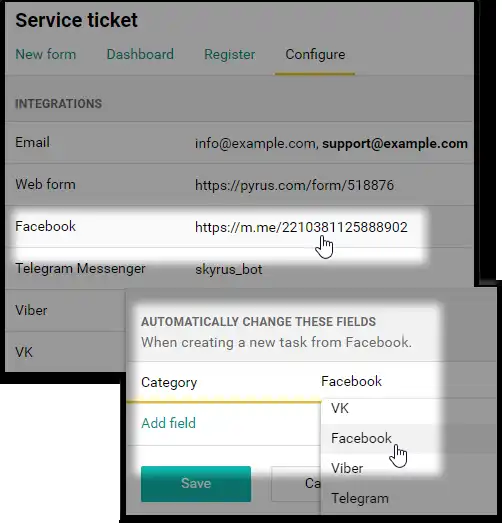 Service ticket
New form Dashboard Register Configure
INTEGRATIONS
Email info@example.com, support@example.com
Web form https://pyrus.com/form/518876
Facebook https://m.me/2210381125888902
Telegram Messenger skyrus_bot
Viber
VK
AUTOMATICALLY CHANGE THESE FIELDS
When creating a new task from Facebook.
Category Facebook
VK
Add field Facebook
Viber
Save Ca
Telegram